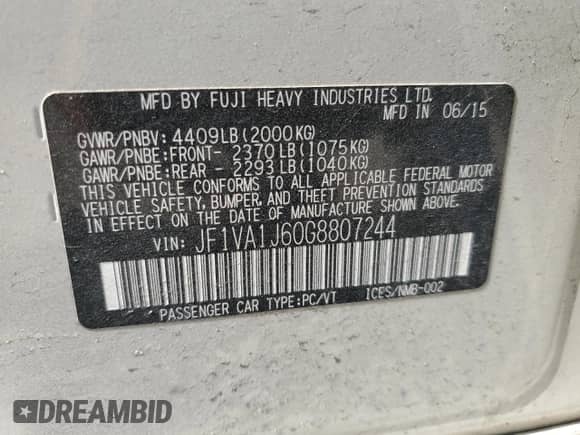 MFD BY FUJI HEAVY INDUSTRIES LTD.
MFD IN 06/15
GVWR/PNBV: 4409LB(2000KG)
GAWR/PNBE:FRONT- 2370LB(1075KG)
GAWR/PNBE:REAR - 2293LB(1040KG)
THIS VEHICLE CONFORMS TO ALL APPLICABLE FEDERAL MOTOR
VEHICLE SAFETY, BUMPER, AND THEFT PREVENTION STANDARDS
IN EFFECT ON THE DATE OF MANUFACTURE SHOWN ABOVE.
VIN: JF1VA1J60G8807244
PASSENGER CAR TYPE:PC/VT ICES/NMB-002
DREAMBID